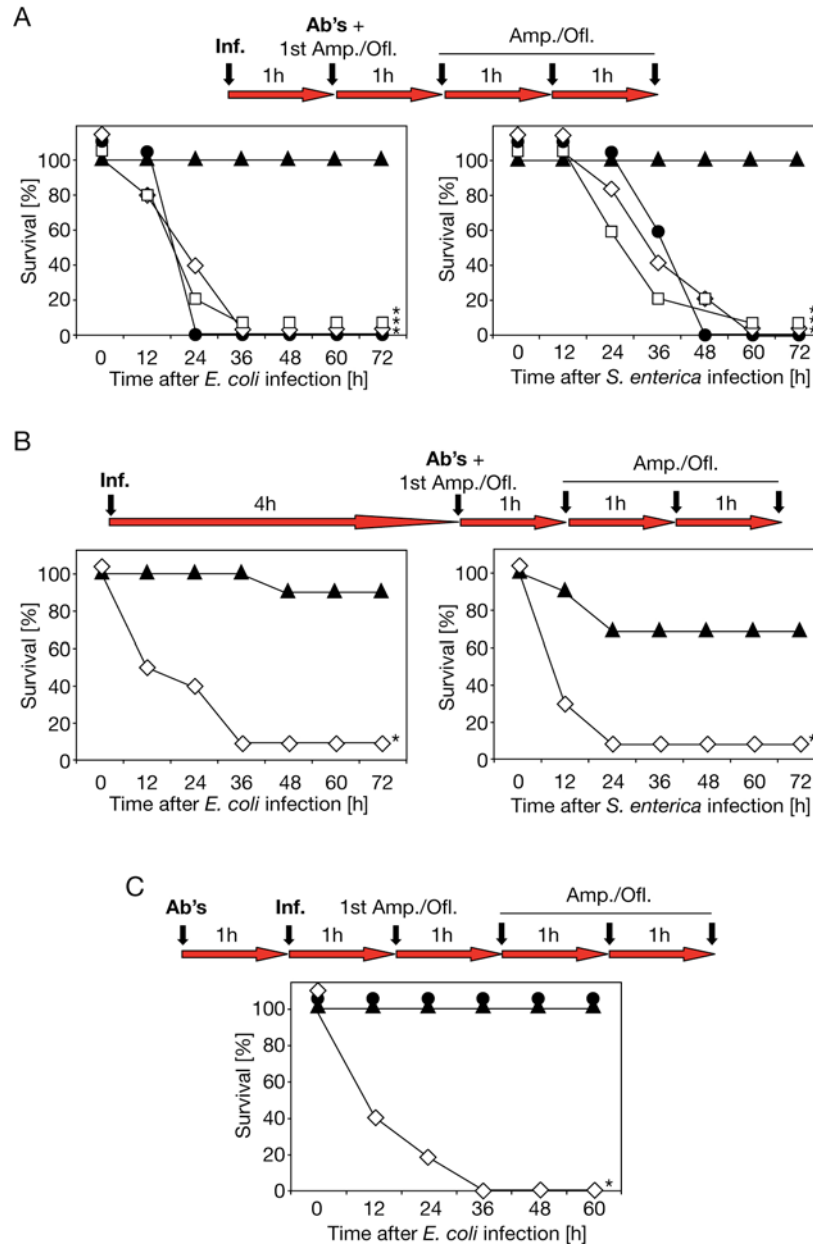 A
Inf.
Ab's +
1st Amp./Ofl.
Amp./Ofl.
1h 1h 1h 1h
Survival [%]
100
80
60
40
20
0
0 12 24 36 48 60 72
Time after E. coli infection [h]
***
Survival [%]
100
80
60
40
20
0
0 12 24 36 48 60 72
Time after S. enterica infection [h]
***
B
Inf.
Ab's +
1st Amp./Ofl.
Amp./Ofl.
4h 1h 1h 1h
Survival [%]
100
80
60
40
20
0
0 12 24 36 48 60 72
Time after E. coli infection [h]
*
Survival [%]
100
80
60
40
20
0
0 12 24 36 48 60 72
Time after S. enterica infection [h]
*
C
Ab's Inf. 1st Amp./Ofl. Amp./Ofl.
1h 1h 1h 1h 1h
Survival [%]
100
80
60
40
20
0
0 12 24 36 48 60
Time after E. coli infection [h]
*